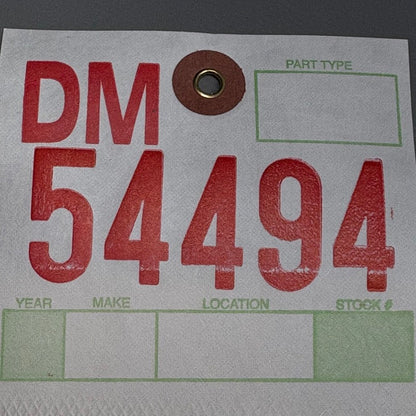 PART TYPE
DM
54494
YEAR MAKE LOCATION STOCK #